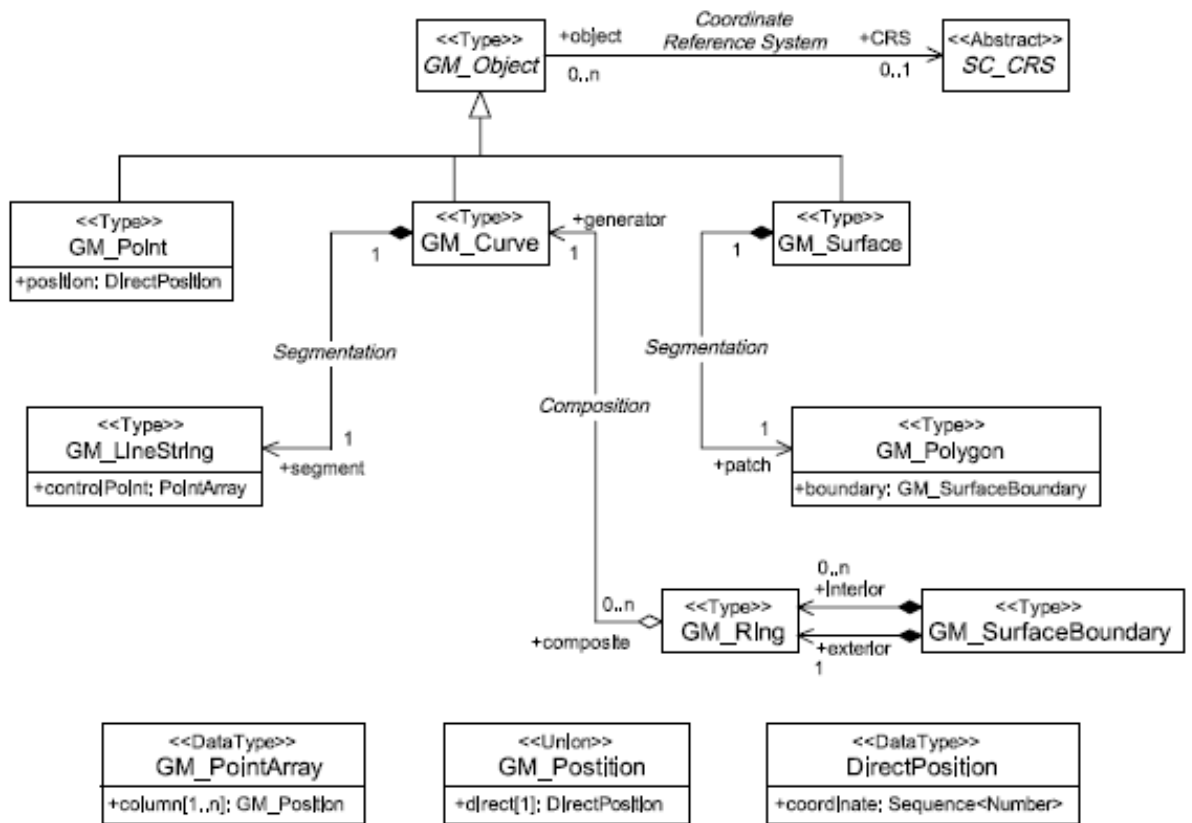 <<Type>>
GM_Object
+object
0..n
Coordinate
Reference System
+CRS
0..1
<<Abstract>>
SC_CRS
<<Type>>
GM_Point
+position: DirectPosition
<<Type>>
GM_Curve
1
+generator
1
<<Type>>
GM_Surface
1
Segmentation
Segmentation
Composition
<<Type>>
GM_LineString
+controlPoint: PointArray
1
+segment
1
+patch
<<Type>>
GM_Polygon
+boundary: GM_SurfaceBoundary
0..n
+composite
<<Type>>
GM_Ring
0..n
+interior
+exterior
1
<<Type>>
GM_SurfaceBoundary
<<DataType>>
GM_PointArray
+column[1..n]: GM_Position
<<Union>>
GM_Postition
+direct[1]: DirectPosition
<<DataType>>
DirectPosition
+coordinate: Sequence<Number>